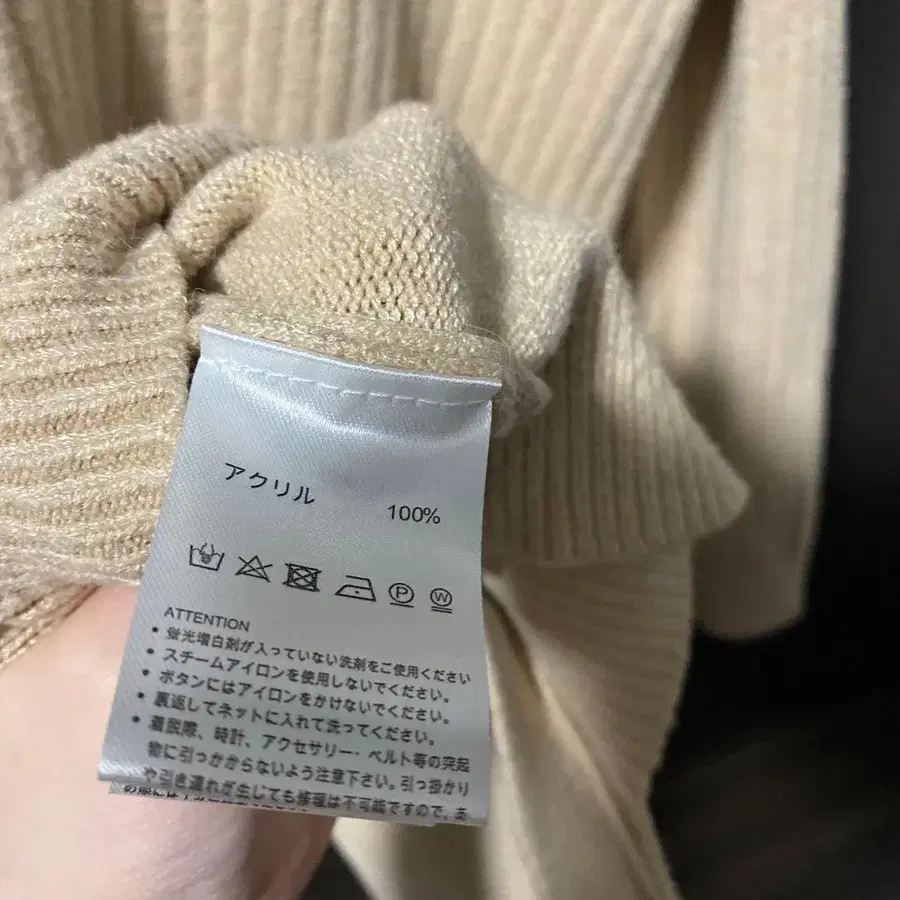 アクリル 100%
P W
ATTENTION
• 蛍光増白剤が入っていない洗剤をご使用ください
• スチームアイロンを使用しないでください。
• ボタンにはアイロンをかけないでください。
• 裏返してネットに入れて洗ってください。
• 着脱際、時計、アクセサリー・ベルト等の突起
物に引っかからないよう注意下さい。引っ掛かり
や引き連れが生じても修理は不可能ですので、あ